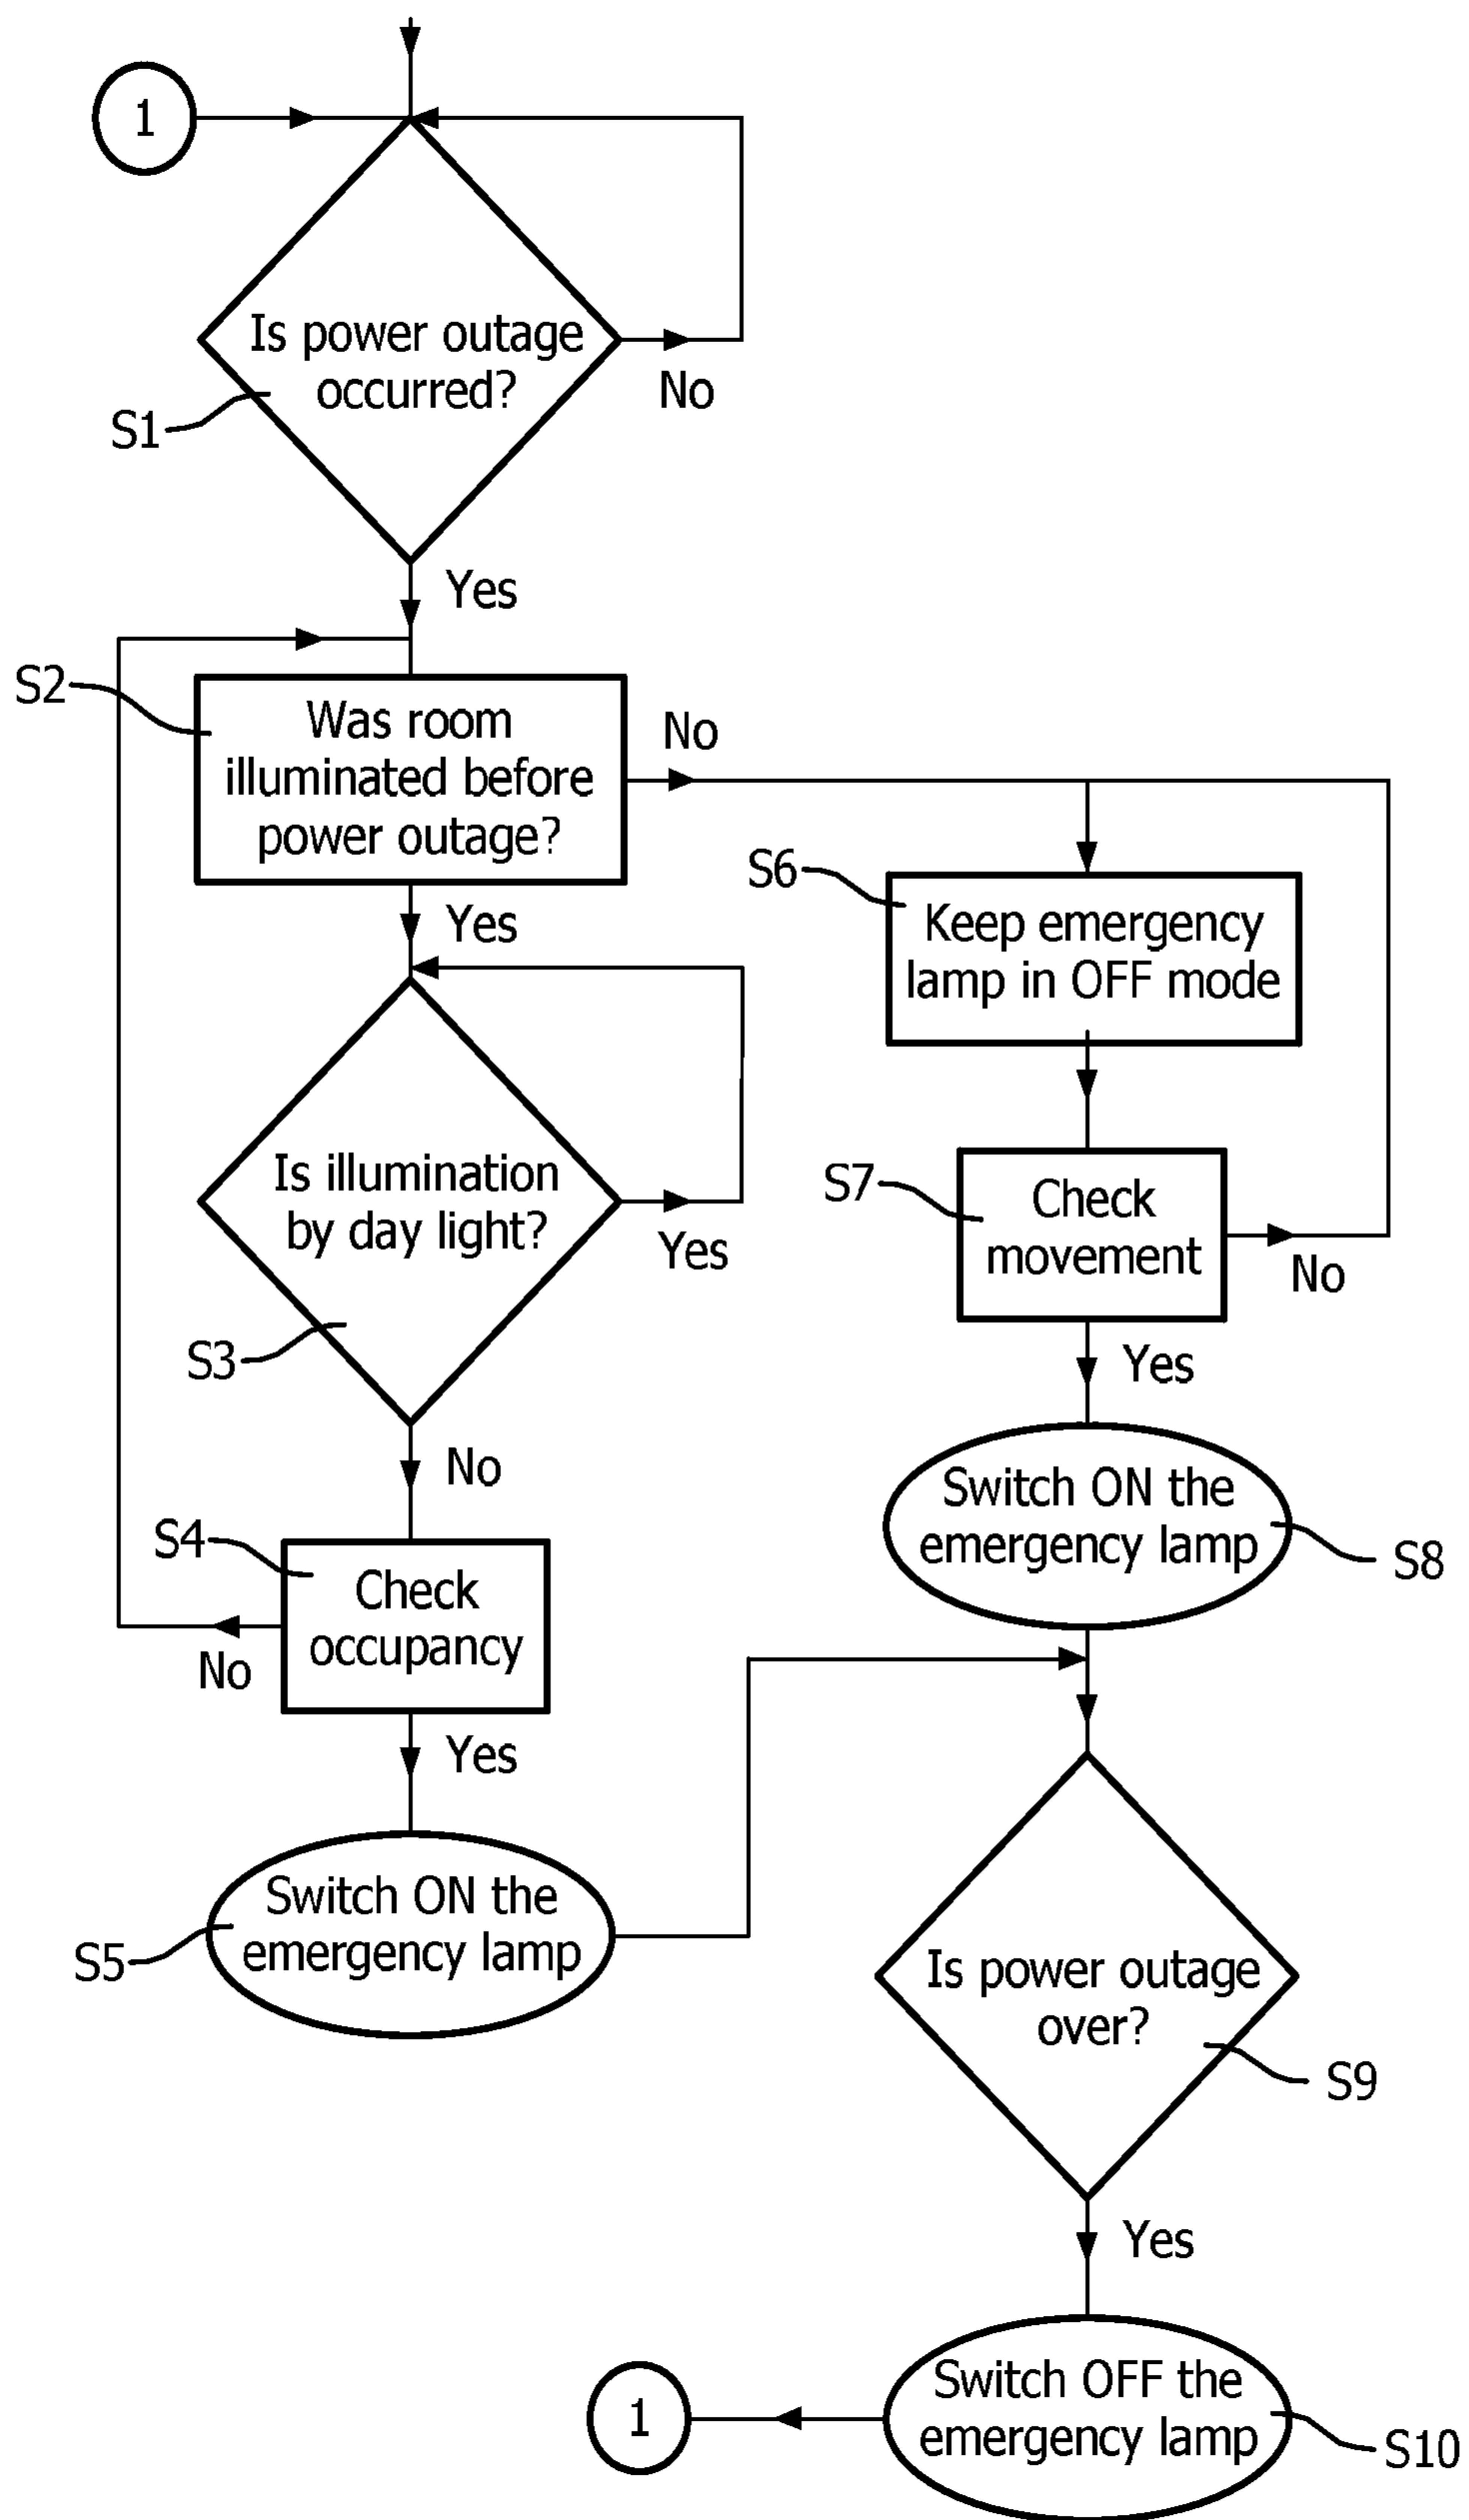 1
Is power outage
occurred?
No
S1
Yes
S2
Was room
illuminated before
power outage?
No
Yes
S6
Keep emergency
lamp in OFF mode
Is illumination
by day light?
Yes
S3
S7
Check
movement
No
Yes
No
S4
Check
occupancy
No
Yes
Switch ON the
emergency lamp
S8
Switch ON the
emergency lamp
S5
Is power outage
over?
S9
Yes
1
Switch OFF the
emergency lamp
S10